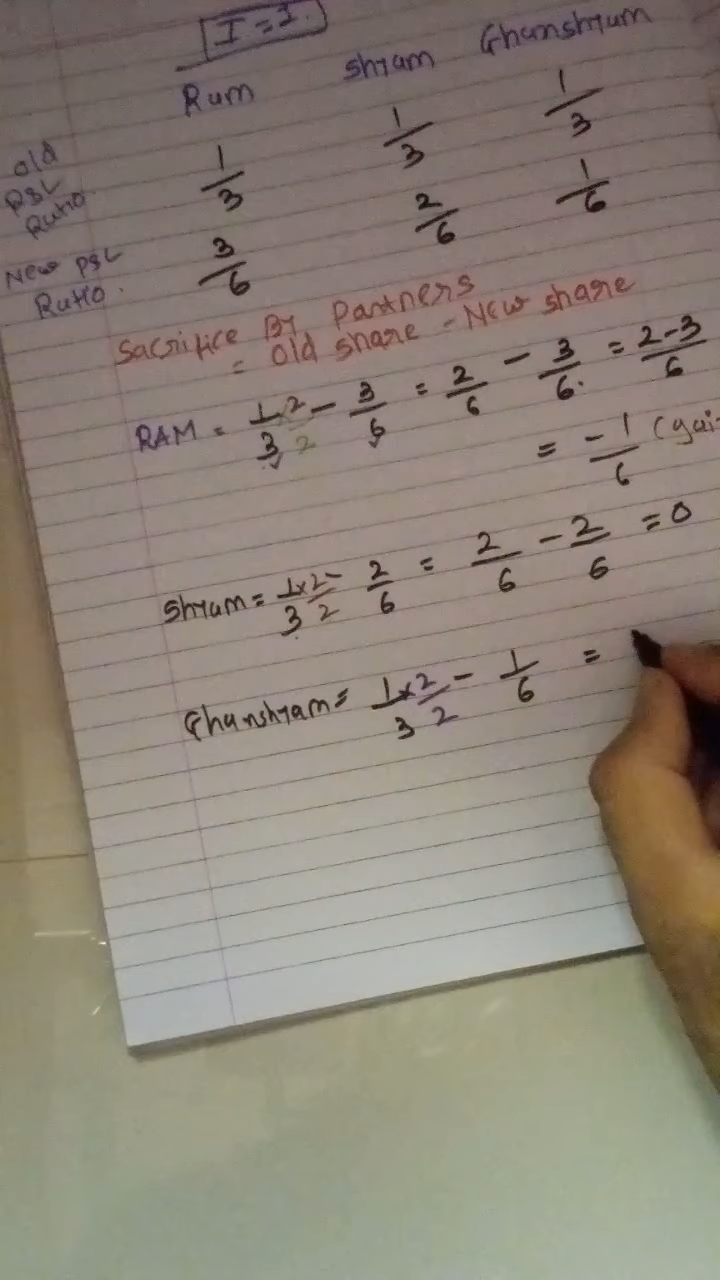 I = 1.
Ram Shyam Ghanshyam
Old PSR Ratio 1/3 1/3 1/3
New PSR Ratio. 3/6 2/6 1/6
Sacrifice By Partners
= Old share - New share
RAM = 1×2/3 2 - 3/6 = 2/6 - 3/6 = 2-3/6
= -1/6 (gai
Shyam = 1×2/3 2 - 2/6 = 2/6 - 2/6 = 0
Ghanshyam = 1×2/3 2 - 1/6 =